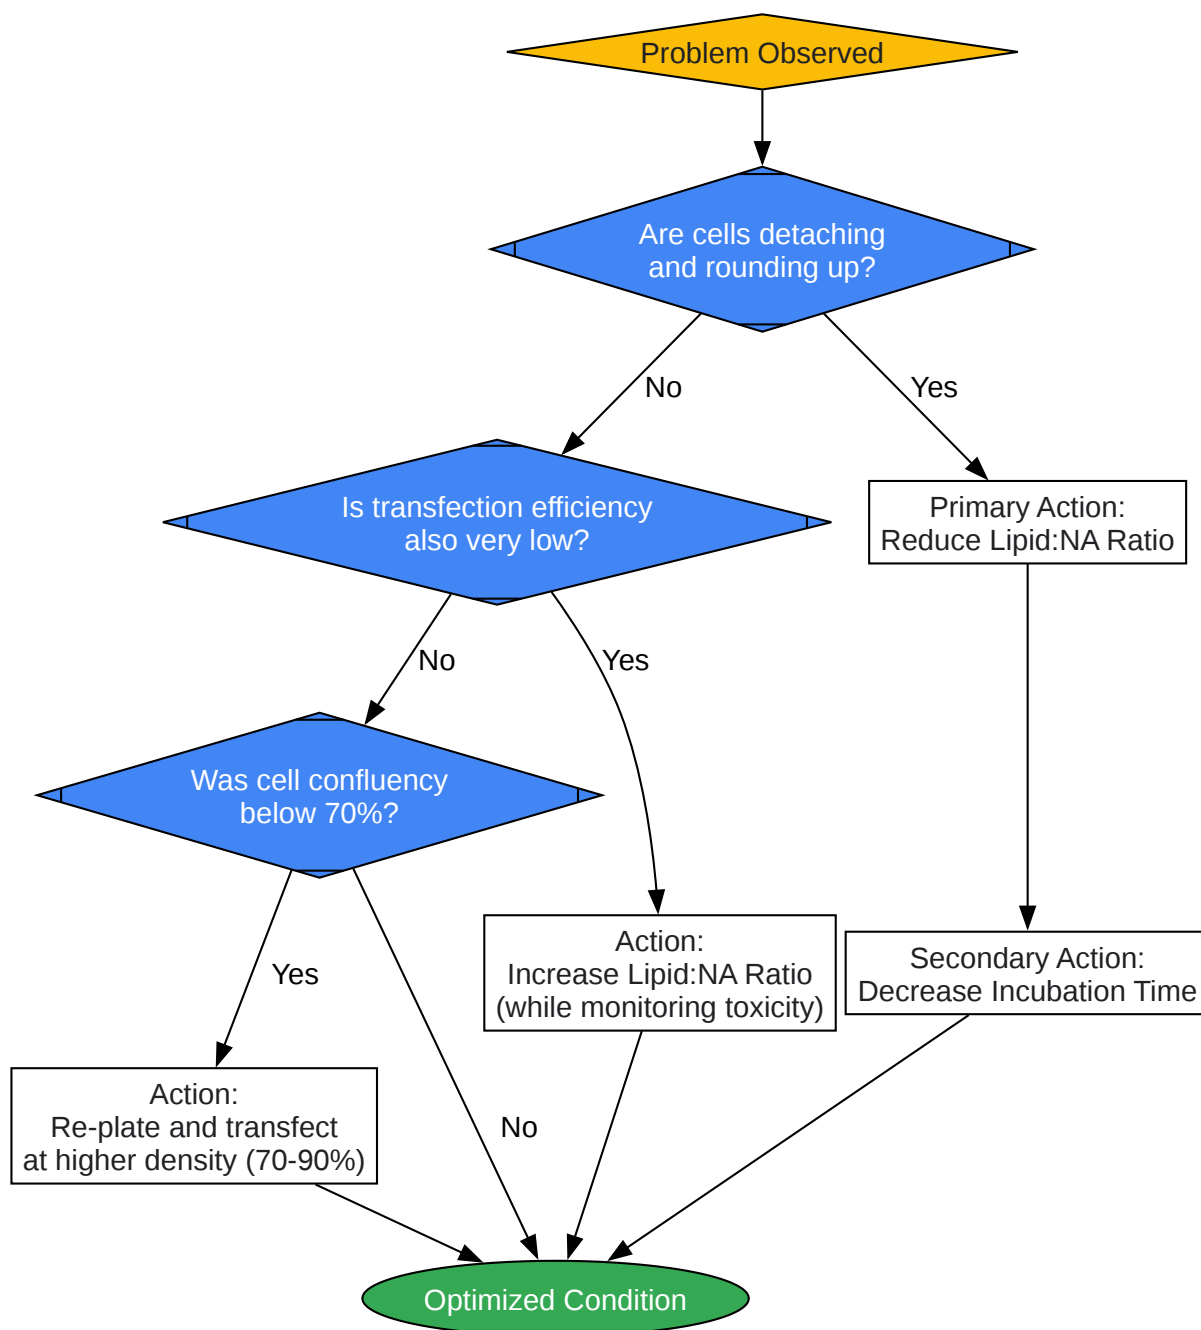 Problem Observed
Are cells detaching
and rounding up?
No
Yes
Is transfection efficiency
also very low?
Primary Action:
Reduce Lipid:NA Ratio
No
Yes
Was cell confluency
below 70%?
Action:
Increase Lipid:NA Ratio
(while monitoring toxicity)
Secondary Action:
Decrease Incubation Time
Yes
No
Action:
Re-plate and transfect
at higher density (70-90%)
Optimized Condition